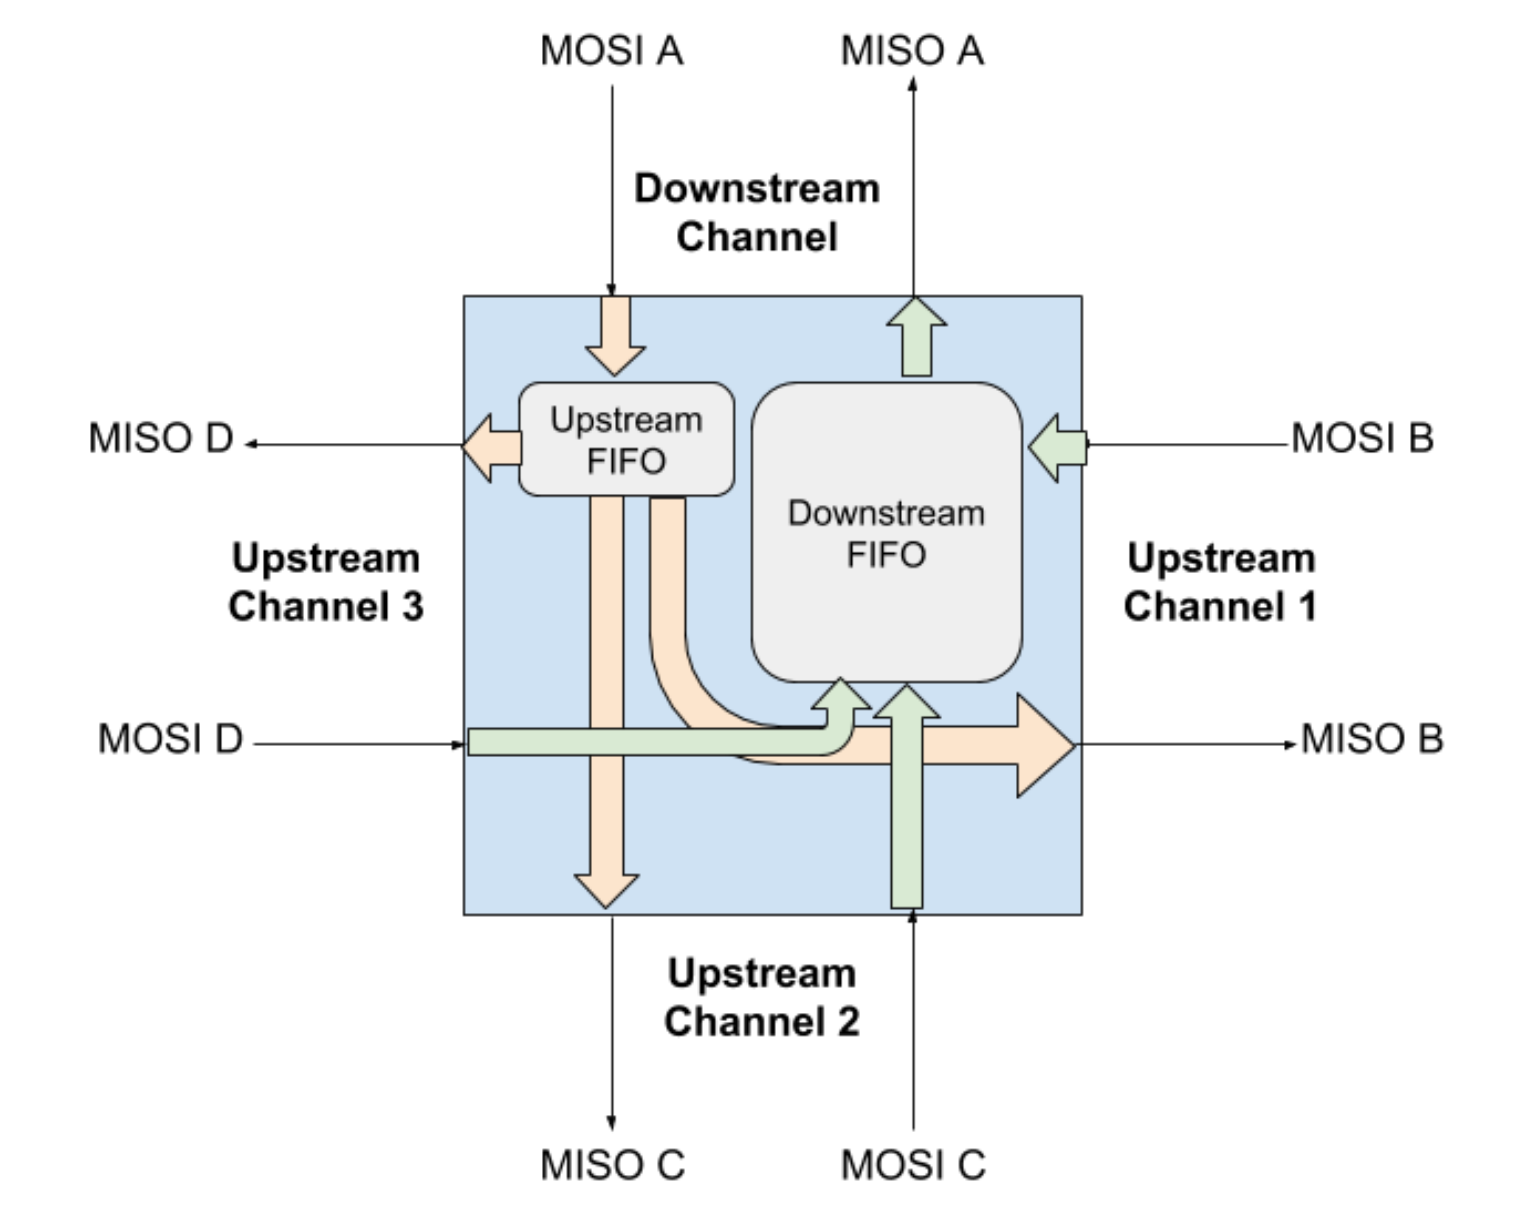 MOSI A
MISO A
Downstream
Channel
MISO D
Upstream
FIFO
MOSI B
Downstream
FIFO
Upstream
Channel 3
Upstream
Channel 1
MOSI D
MISO B
Upstream
Channel 2
MISO C
MOSI C